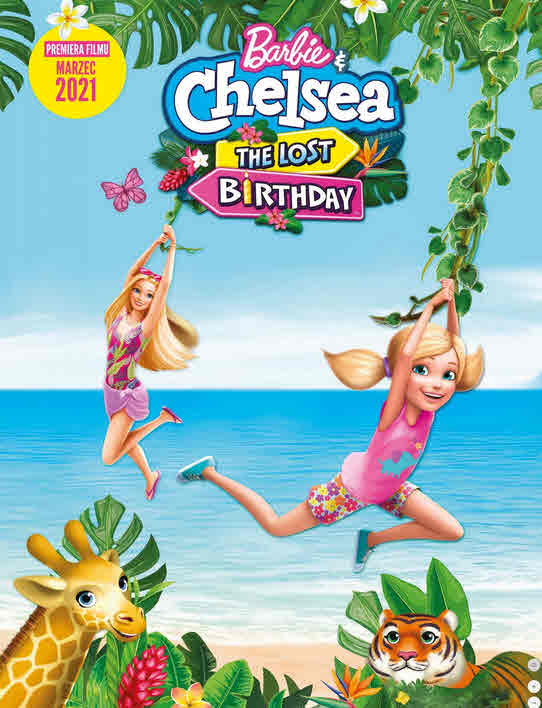 PREMIERA FILMU
MARZEC
2021
Barbie &
Chelsea
THE LOST
BiRTHDAY